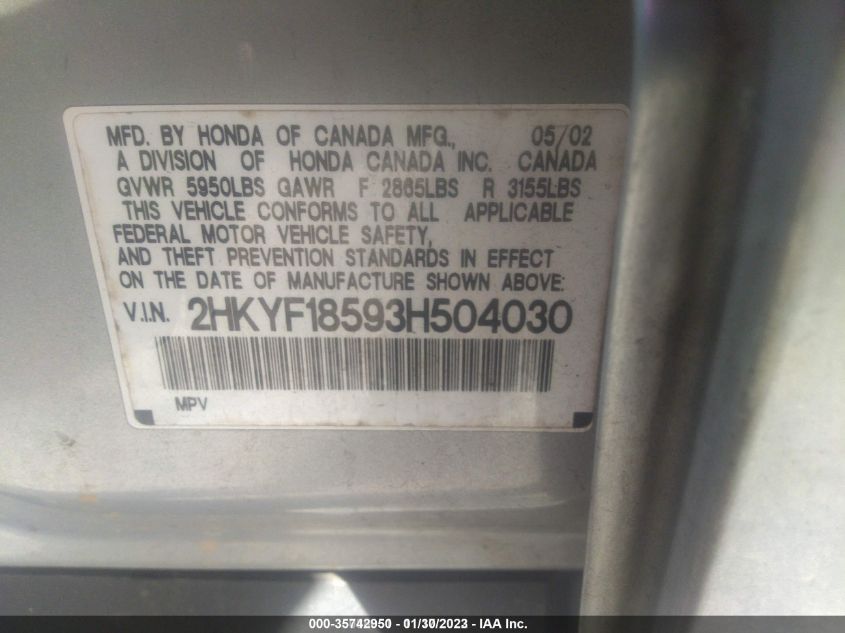 MFD. BY HONDA OF CANADA MFG., 05/02
A DIVISION OF HONDA CANADA INC. CANADA
GVWR 5950LBS GAWR F 2865LBS R 3155LBS
THIS VEHICLE CONFORMS TO ALL APPLICABLE
FEDERAL MOTOR VEHICLE SAFETY,
AND THEFT PREVENTION STANDARDS IN EFFECT
ON THE DATE OF MANUFACTURE SHOWN ABOVE:
V.I.N. 2HKYF18593H504030
MPV
000-35742950 - 01/30/2023 - IAA Inc.